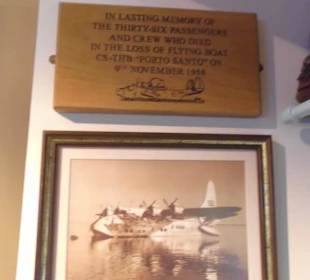 IN LASTING MEMORY OF
THE THIRTY-SIX PASSENGERS
AND CREW WHO DIED
IN THE LOSS OF FLYING BOAT
CS-THB "PORTO SANTO" ON
9TH NOVEMBER 1958